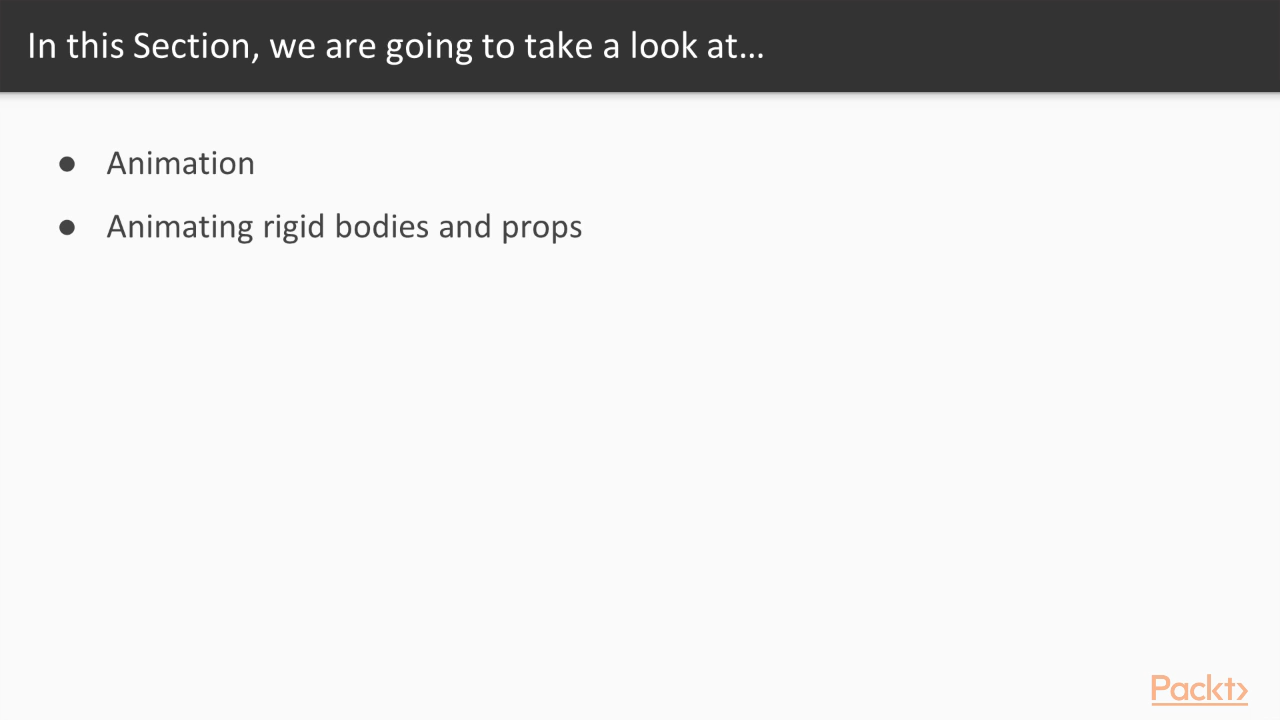 In this Section, we are going to take a look at...
● Animation
● Animating rigid bodies and props
Packt>